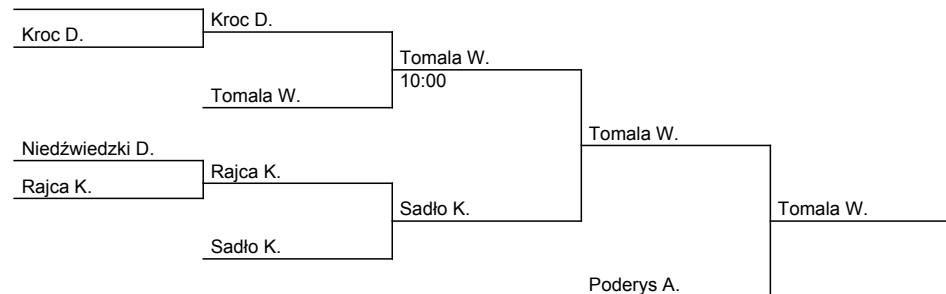 Kroc D.
Kroc D.
Tomala W.
10:00
Tomala W.
Tomala W.
Niedźwiedzki D.
Rajca K.
Rajca K.
Sadło K.
Tomala W.
Sadło K.
Poderys A.